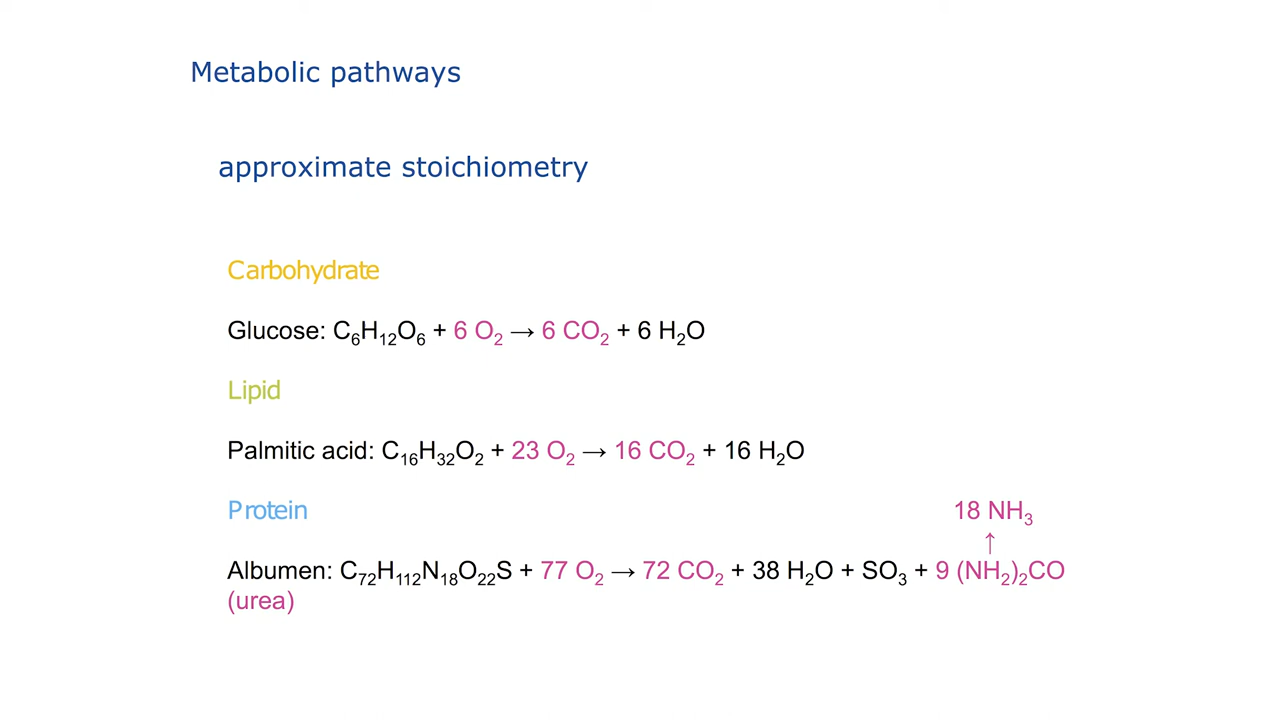 Metabolic pathways
approximate stoichiometry
Carbohydrate
Glucose: C₆H₁₂O₆ + 6 O₂ → 6 CO₂ + 6 H₂O
Lipid
Palmitic acid: C₁₆H₃₂O₂ + 23 O₂ → 16 CO₂ + 16 H₂O
Protein
18 NH₃
↑
Albumen: C₇₂H₁₁₂N₁₈O₂₂S + 77 O₂ → 72 CO₂ + 38 H₂O + SO₃ + 9 (NH₂)₂CO
(urea)